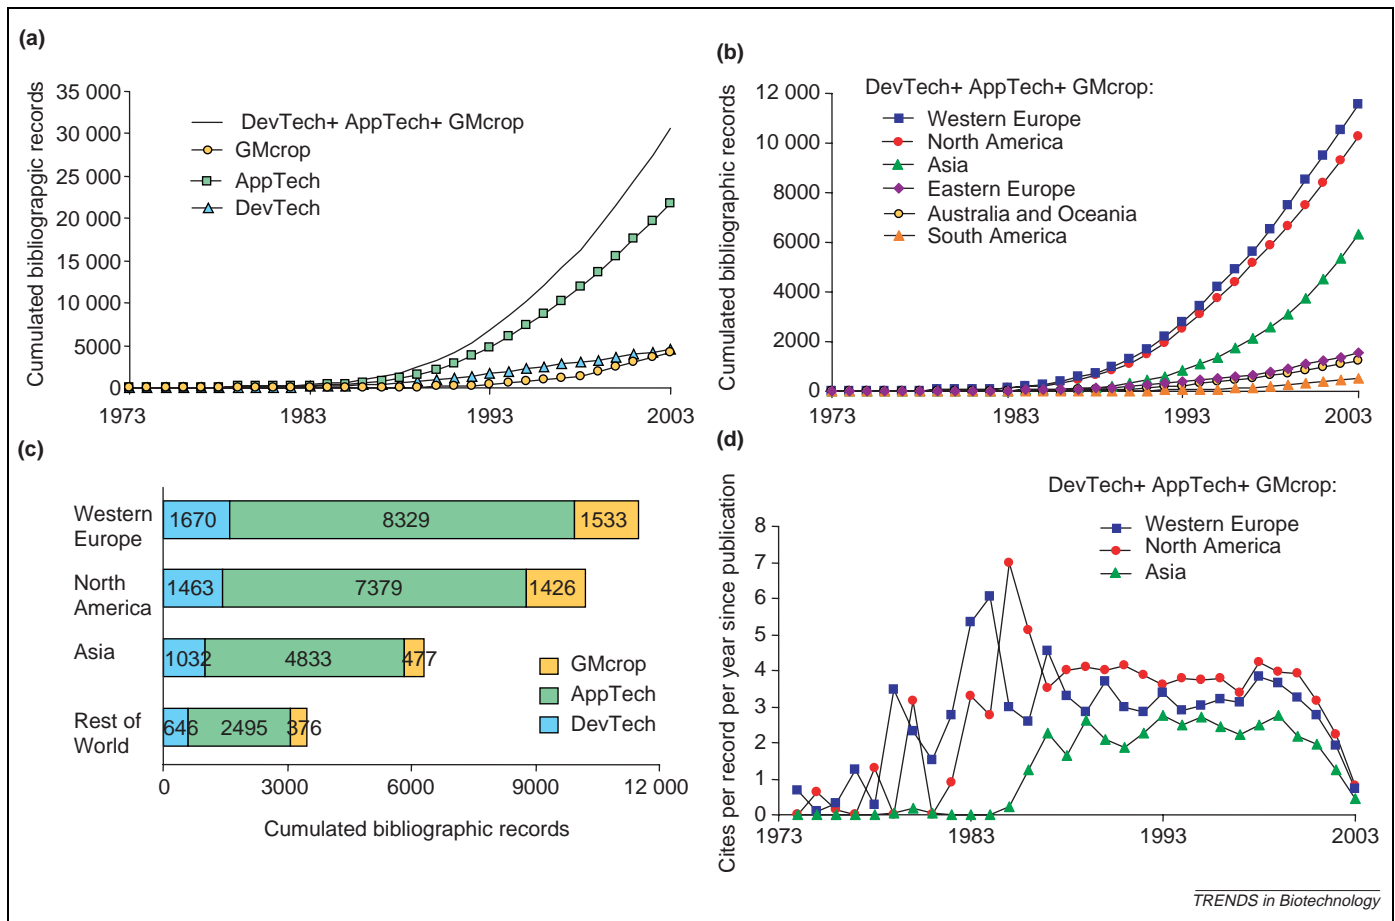 (a)
Cumulated bibliograpgic records
35 000
30 000
25 000
20 000
15 000
10 000
5000
0
1973
1983
1993
2003
DevTech+ AppTech+ GMcrop
GMcrop
AppTech
DevTech
(b)
Cumulated bibliographic records
12 000
10 000
8000
6000
4000
2000
0
1973
1983
1993
2003
DevTech+ AppTech+ GMcrop:
Western Europe
North America
Asia
Eastern Europe
Australia and Oceania
South America
(c)
Western
Europe
1670
8329
1533
North
America
1463
7379
1426
Asia
1032
4833
477
Rest of
World
646
2495
376
GMcrop
AppTech
DevTech
0
3000
6000
9000
12 000
Cumulated bibliographic records
(d)
Cites per record per year since publication
8
7
6
5
4
3
2
1
0
1973
1983
1993
2003
DevTech+ AppTech+ GMcrop:
Western Europe
North America
Asia
TRENDS in Biotechnology